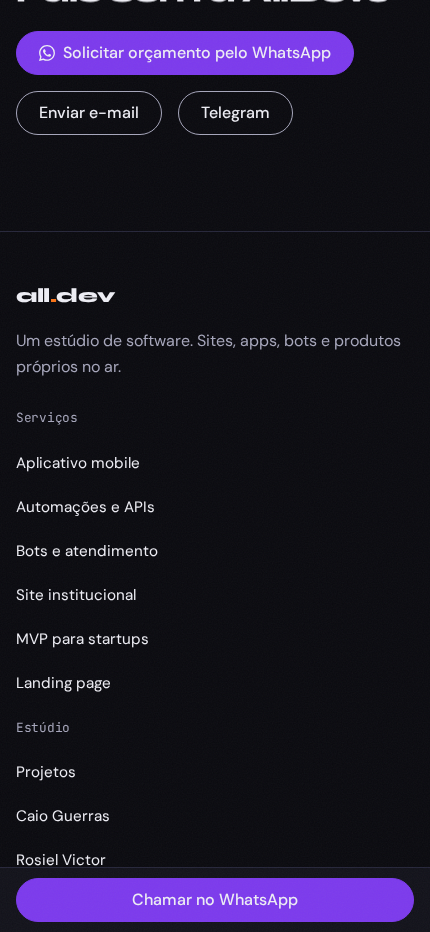 Solicitar orçamento pelo WhatsApp
Enviar e-mail
Telegram
all.dev
Um estúdio de software. Sites, apps, bots e produtos
próprios no ar.
Serviços
Aplicativo mobile
Automações e APIs
Bots e atendimento
Site institucional
MVP para startups
Landing page
Estúdio
Projetos
Caio Guerras
Rosiel Victor
Chamar no WhatsApp